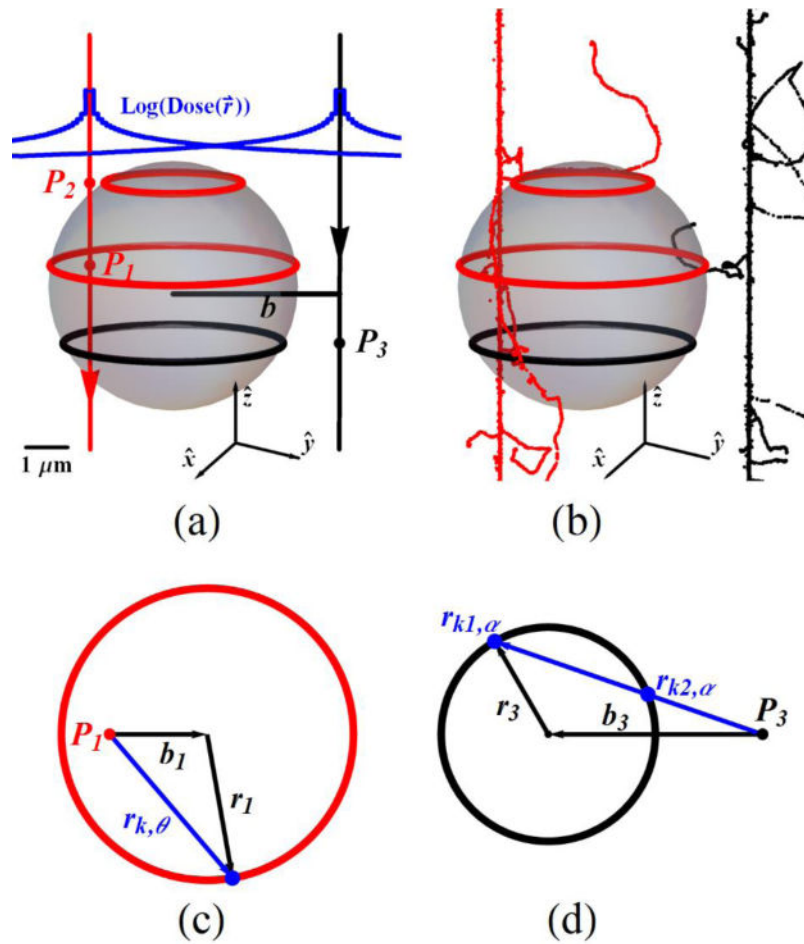 Log(Dose(r⃗))
P2
P1
b
P3
ẑ
x̂
ŷ
1 μm
(a)
ẑ
x̂
ŷ
(b)
P1
b1
r1
rk,θ
(c)
rk1,α
rk2,α
r3
b3
P3
(d)